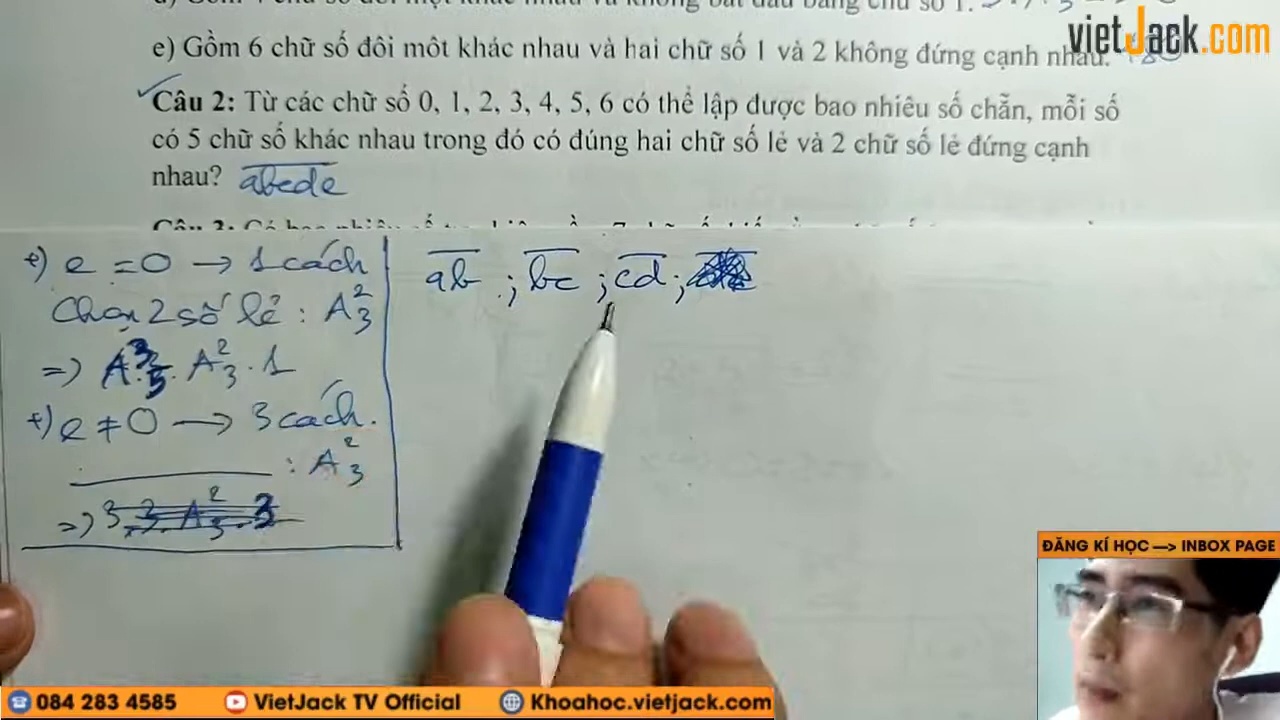 vietJack.com
e) Gồm 6 chữ số đôi một khác nhau và hai chữ số 1 và 2 không đứng cạnh nhau.
Câu 2: Từ các chữ số 0, 1, 2, 3, 4, 5, 6 có thể lập được bao nhiêu số chẵn, mỗi số
có 5 chữ số khác nhau trong đó có đúng hai chữ số lẻ và 2 chữ số lẻ đứng cạnh
nhau? abcde
+) e = 0 → 1 cách
Chọn 2 số lẻ : A²₃
=> A³₃ . A²₃ . 1
+) e ≠ 0 → 3 cách.
: A²₃
ab ; bc ; cd ;
ĐĂNG KÍ HỌC —> INBOX PAGE
084 283 4585 VietJack TV Official Khoahoc.vietjack.com